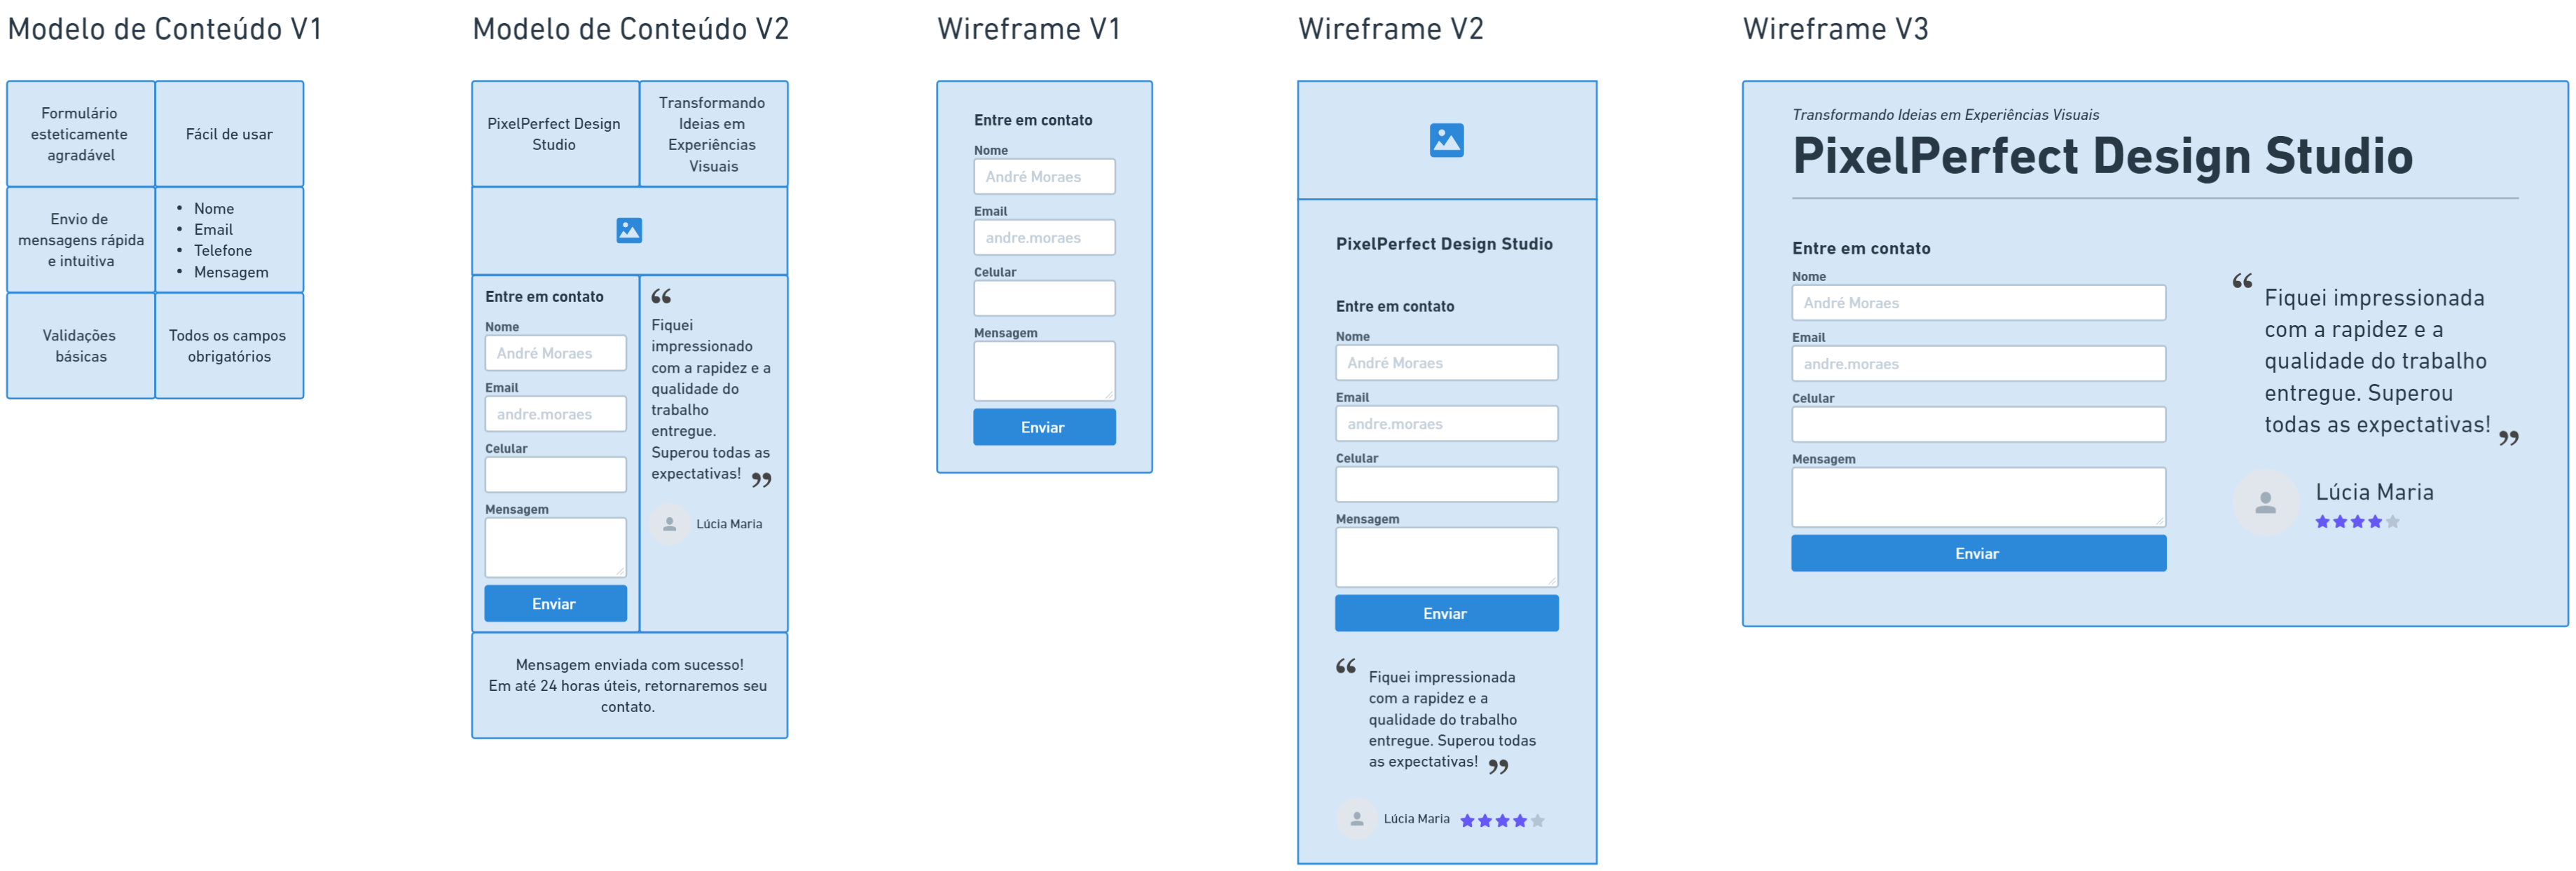 Modelo de Conteúdo V1
Formulário
esteticamente
agradável
Fácil de usar
Envio de
mensagens rápida
e intuitiva
• Nome
• Email
• Telefone
• Mensagem
Validações
básicas
Todos os campos
obrigatórios
Modelo de Conteúdo V2
PixelPerfect Design
Studio
Transformando
Ideias em
Experiências
Visuais
Entre em contato
Nome
André Moraes
Email
andre.moraes
Celular
Mensagem
Enviar
“
Fiquei
impressionado
com a rapidez e a
qualidade do
trabalho
entregue.
Superou todas as
expectativas! ”
Lúcia Maria
Mensagem enviada com sucesso!
Em até 24 horas úteis, retornaremos seu
contato.
Wireframe V1
Entre em contato
Nome
André Moraes
Email
andre.moraes
Celular
Mensagem
Enviar
Wireframe V2
PixelPerfect Design Studio
Entre em contato
Nome
André Moraes
Email
andre.moraes
Celular
Mensagem
Enviar
“ Fiquei impressionada
com a rapidez e a
qualidade do trabalho
entregue. Superou todas
as expectativas! ”
Lúcia Maria
Wireframe V3
Transformando Ideias em Experiências Visuais
PixelPerfect Design Studio
Entre em contato
Nome
André Moraes
Email
andre.moraes
Celular
Mensagem
Enviar
“ Fiquei impressionada
com a rapidez e a
qualidade do trabalho
entregue. Superou
todas as expectativas! ”
Lúcia Maria